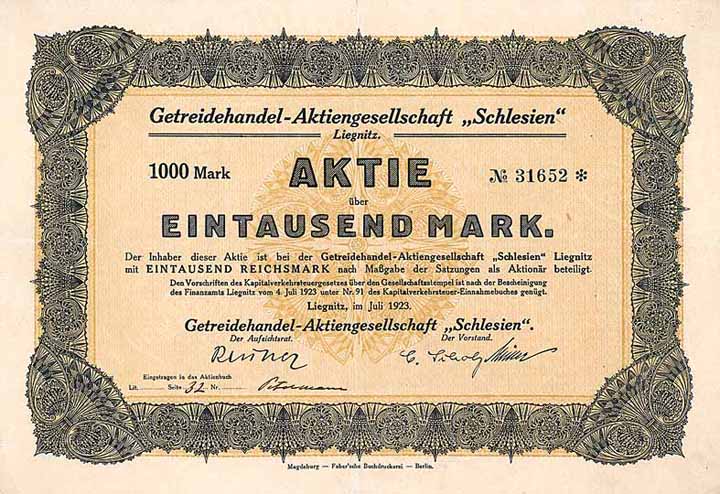 Getreidehandel-Aktiengesellschaft „Schlesien"
Liegnitz.
1000 Mark AKTIE № 31652 *
über
EINTAUSEND MARK.
Der Inhaber dieser Aktie ist bei der Getreidehandel-Aktiengesellschaft „Schlesien" Liegnitz
mit EINTAUSEND REICHSMARK nach Maßgabe der Satzungen als Aktionär beteiligt.
Den Vorschriften des Kapitalverkehrsteuergesetzes über den Gesellschaftsstempel ist nach der Bescheinigung
des Finanzamts Liegnitz vom 4. Juli 1923 unter Nr. 91 des Kapitalverkehrsteuer-Einnahmebuches genügt.
Liegnitz, im Juli 1923.
Getreidehandel-Aktiengesellschaft „Schlesien".
Der Aufsichtsrat. Der Vorstand.
Eingetragen in das Aktienbuch
Lit. Seite 32 Nr.
Magdeburg — Faber'sche Buchdruckerei — Berlin.